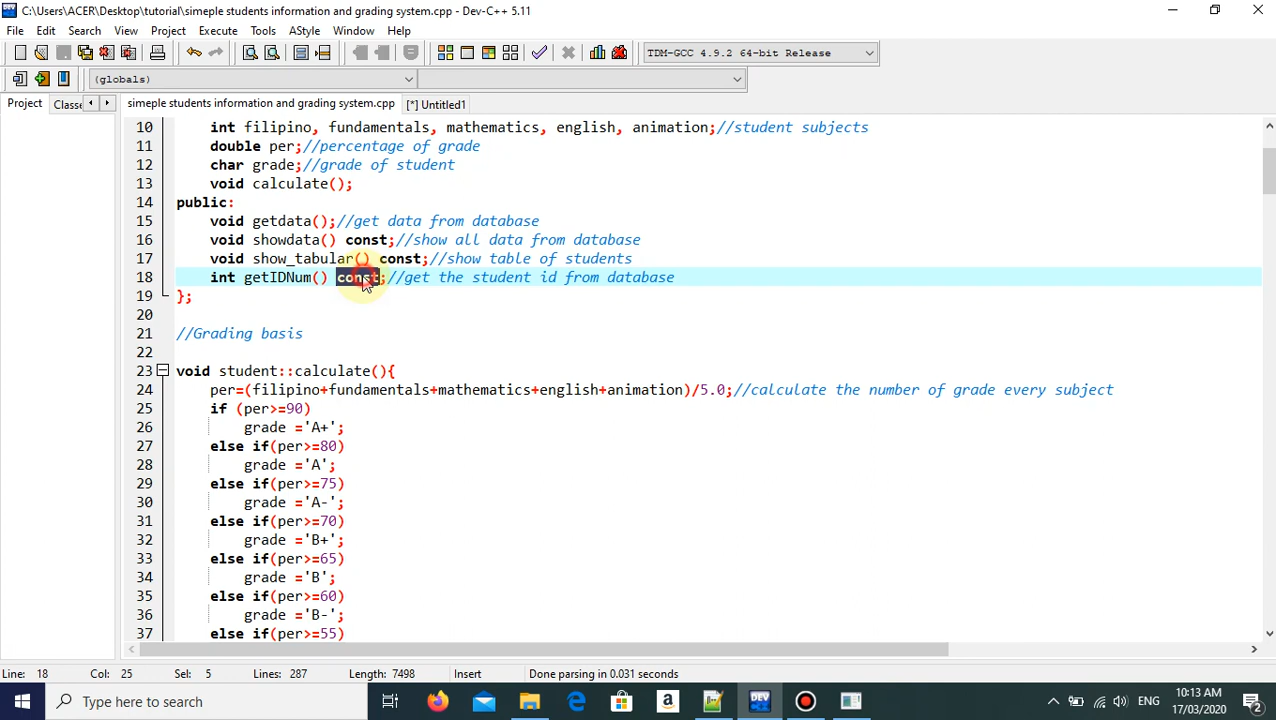 C:\Users\ACER\Desktop\tutorial\simeple students information and grading system.cpp - Dev-C++ 5.11
File Edit Search View Project Execute Tools AStyle Window Help
TDM-GCC 4.9.2 64-bit Release
(globals)
Project Classe simeple students information and grading system.cpp [*] Untitled1
10 int filipino, fundamentals, mathematics, english, animation;//student subjects
11 double per;//percentage of grade
12 char grade;//grade of student
13 void calculate();
14 public:
15 void getdata();//get data from database
16 void showdata() const;//show all data from database
17 void show_tabular() const;//show table of students
18 int getIDNum() const;//get the student id from database
19 };
20
21 //Grading basis
22
23 void student::calculate(){
24 per=(filipino+fundamentals+mathematics+english+animation)/5.0;//calculate the number of grade every subject
25 if (per>=90)
26 grade ='A+';
27 else if(per>=80)
28 grade ='A';
29 else if(per>=75)
30 grade ='A-';
31 else if(per>=70)
32 grade ='B+';
33 else if(per>=65)
34 grade ='B';
35 else if(per>=60)
36 grade ='B-';
37 else if(per>=55)
Line: 18 Col: 25 Sel: 5 Lines: 287 Length: 7498 Insert Done parsing in 0.031 seconds
Type here to search
DEV
ENG
10:13 AM
17/03/2020
2